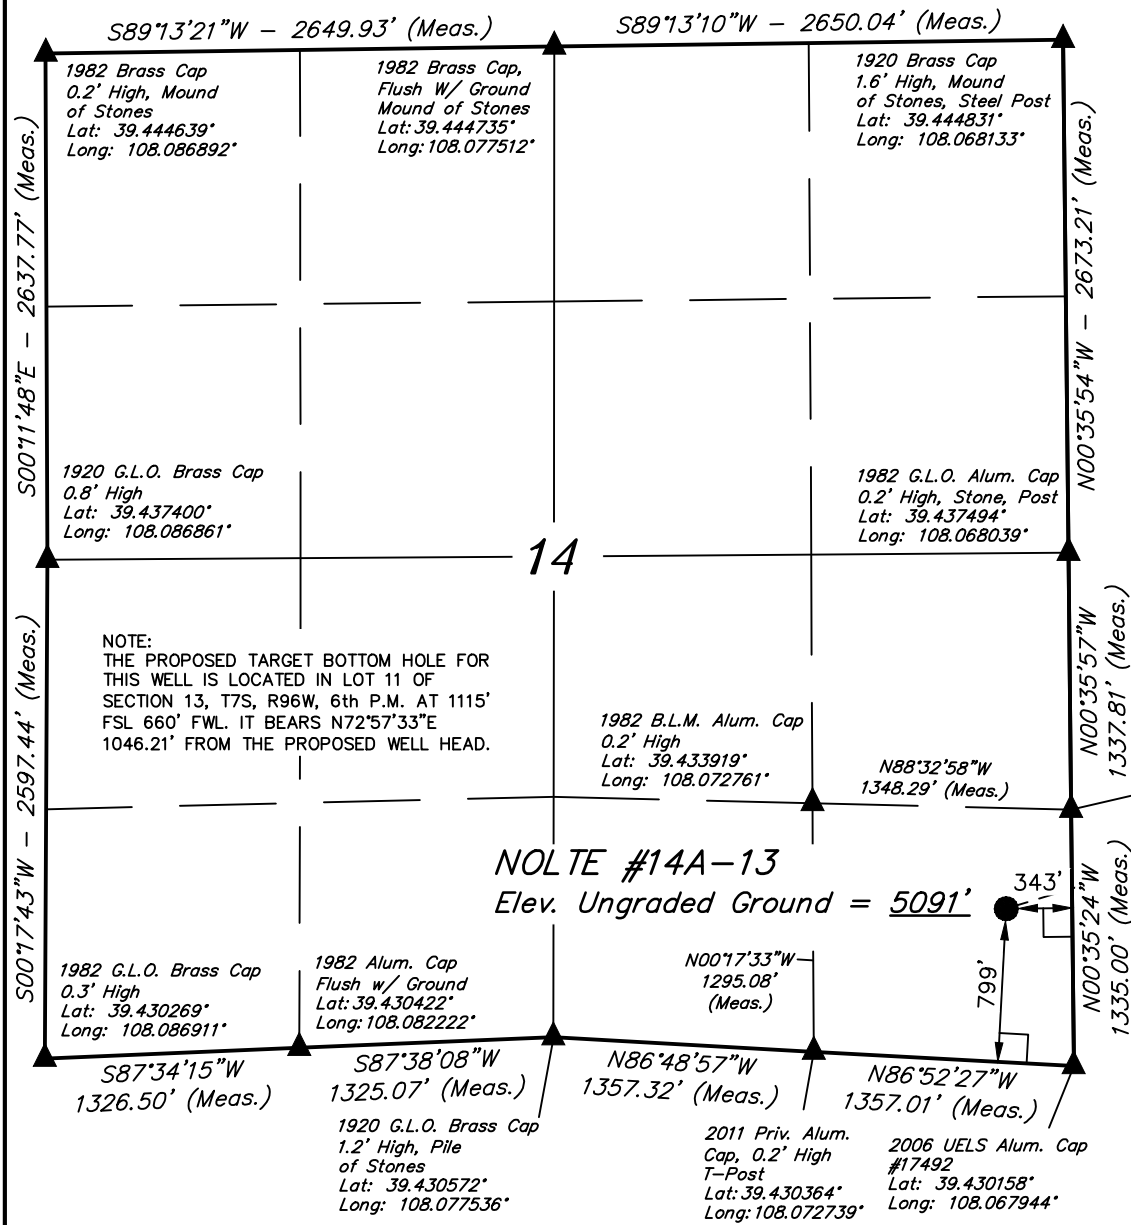 S89°13'21"W - 2649.93' (Meas.)
S89°13'10"W - 2650.04' (Meas.)
1982 Brass Cap
0.2' High, Mound
of Stones
Lat: 39.444639°
Long: 108.086892°
1982 Brass Cap,
Flush W/ Ground
Mound of Stones
Lat: 39.444735°
Long: 108.077512°
1920 Brass Cap
1.6' High, Mound
of Stones, Steel Post
Lat: 39.444831°
Long: 108.068133°
S00°11'48"E - 2637.77' (Meas.)
N00°35'54"W - 2673.21' (Meas.)
1920 G.L.O. Brass Cap
0.8' High
Lat: 39.437400°
Long: 108.086861°
1982 G.L.O. Alum. Cap
0.2' High, Stone, Post
Lat: 39.437494°
Long: 108.068039°
14
NOTE:
THE PROPOSED TARGET BOTTOM HOLE FOR
THIS WELL IS LOCATED IN LOT 11 OF
SECTION 13, T7S, R96W, 6th P.M. AT 1115'
FSL 660' FWL. IT BEARS N72°57'33"E
1046.21' FROM THE PROPOSED WELL HEAD.
S00°17'43"W - 2597.44' (Meas.)
N00°35'57"W
1337.81' (Meas.)
1982 B.L.M. Alum. Cap
0.2' High
Lat: 39.433919°
Long: 108.072761°
N88°32'58"W
1348.29' (Meas.)
NOLTE #14A-13
Elev. Ungraded Ground = 5091'
343'
799'
N00°35'24"W
1335.00' (Meas.)
N00°17'33"W
1295.08'
(Meas.)
1982 G.L.O. Brass Cap
0.3' High
Lat: 39.430269°
Long: 108.086911°
1982 Alum. Cap
Flush w/ Ground
Lat: 39.430422°
Long: 108.082222°
S87°34'15"W
1326.50' (Meas.)
S87°38'08"W
1325.07' (Meas.)
N86°48'57"W
1357.32' (Meas.)
N86°52'27"W
1357.01' (Meas.)
1920 G.L.O. Brass Cap
1.2' High, Pile
of Stones
Lat: 39.430572°
Long: 108.077536°
2011 Priv. Alum.
Cap, 0.2' High
T-Post
Lat: 39.430364°
Long: 108.072739°
2006 UELS Alum. Cap
#17492
Lat: 39.430158°
Long: 108.067944°